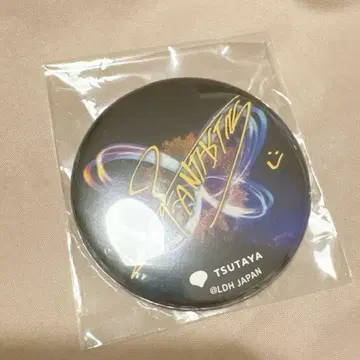 FANTASTICS
:)
TSUTAYA
@LDH JAPAN